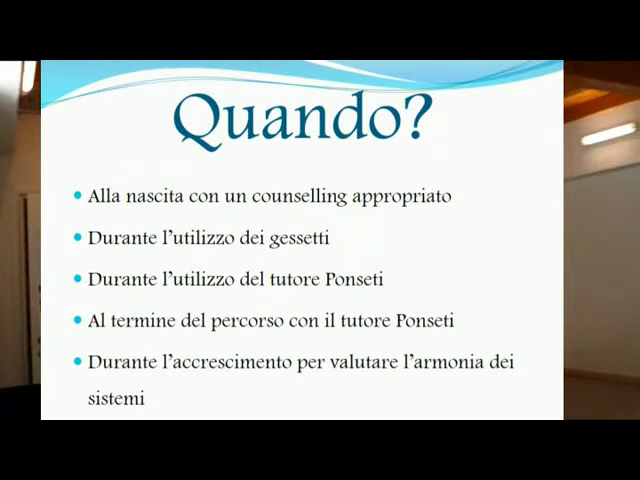 Quando?
Alla nascita con un counselling appropriato
Durante l'utilizzo dei gessetti
Durante l'utilizzo del tutore Ponseti
Al termine del percorso con il tutore Ponseti
Durante l'accrescimento per valutare l'armonia dei
sistemi